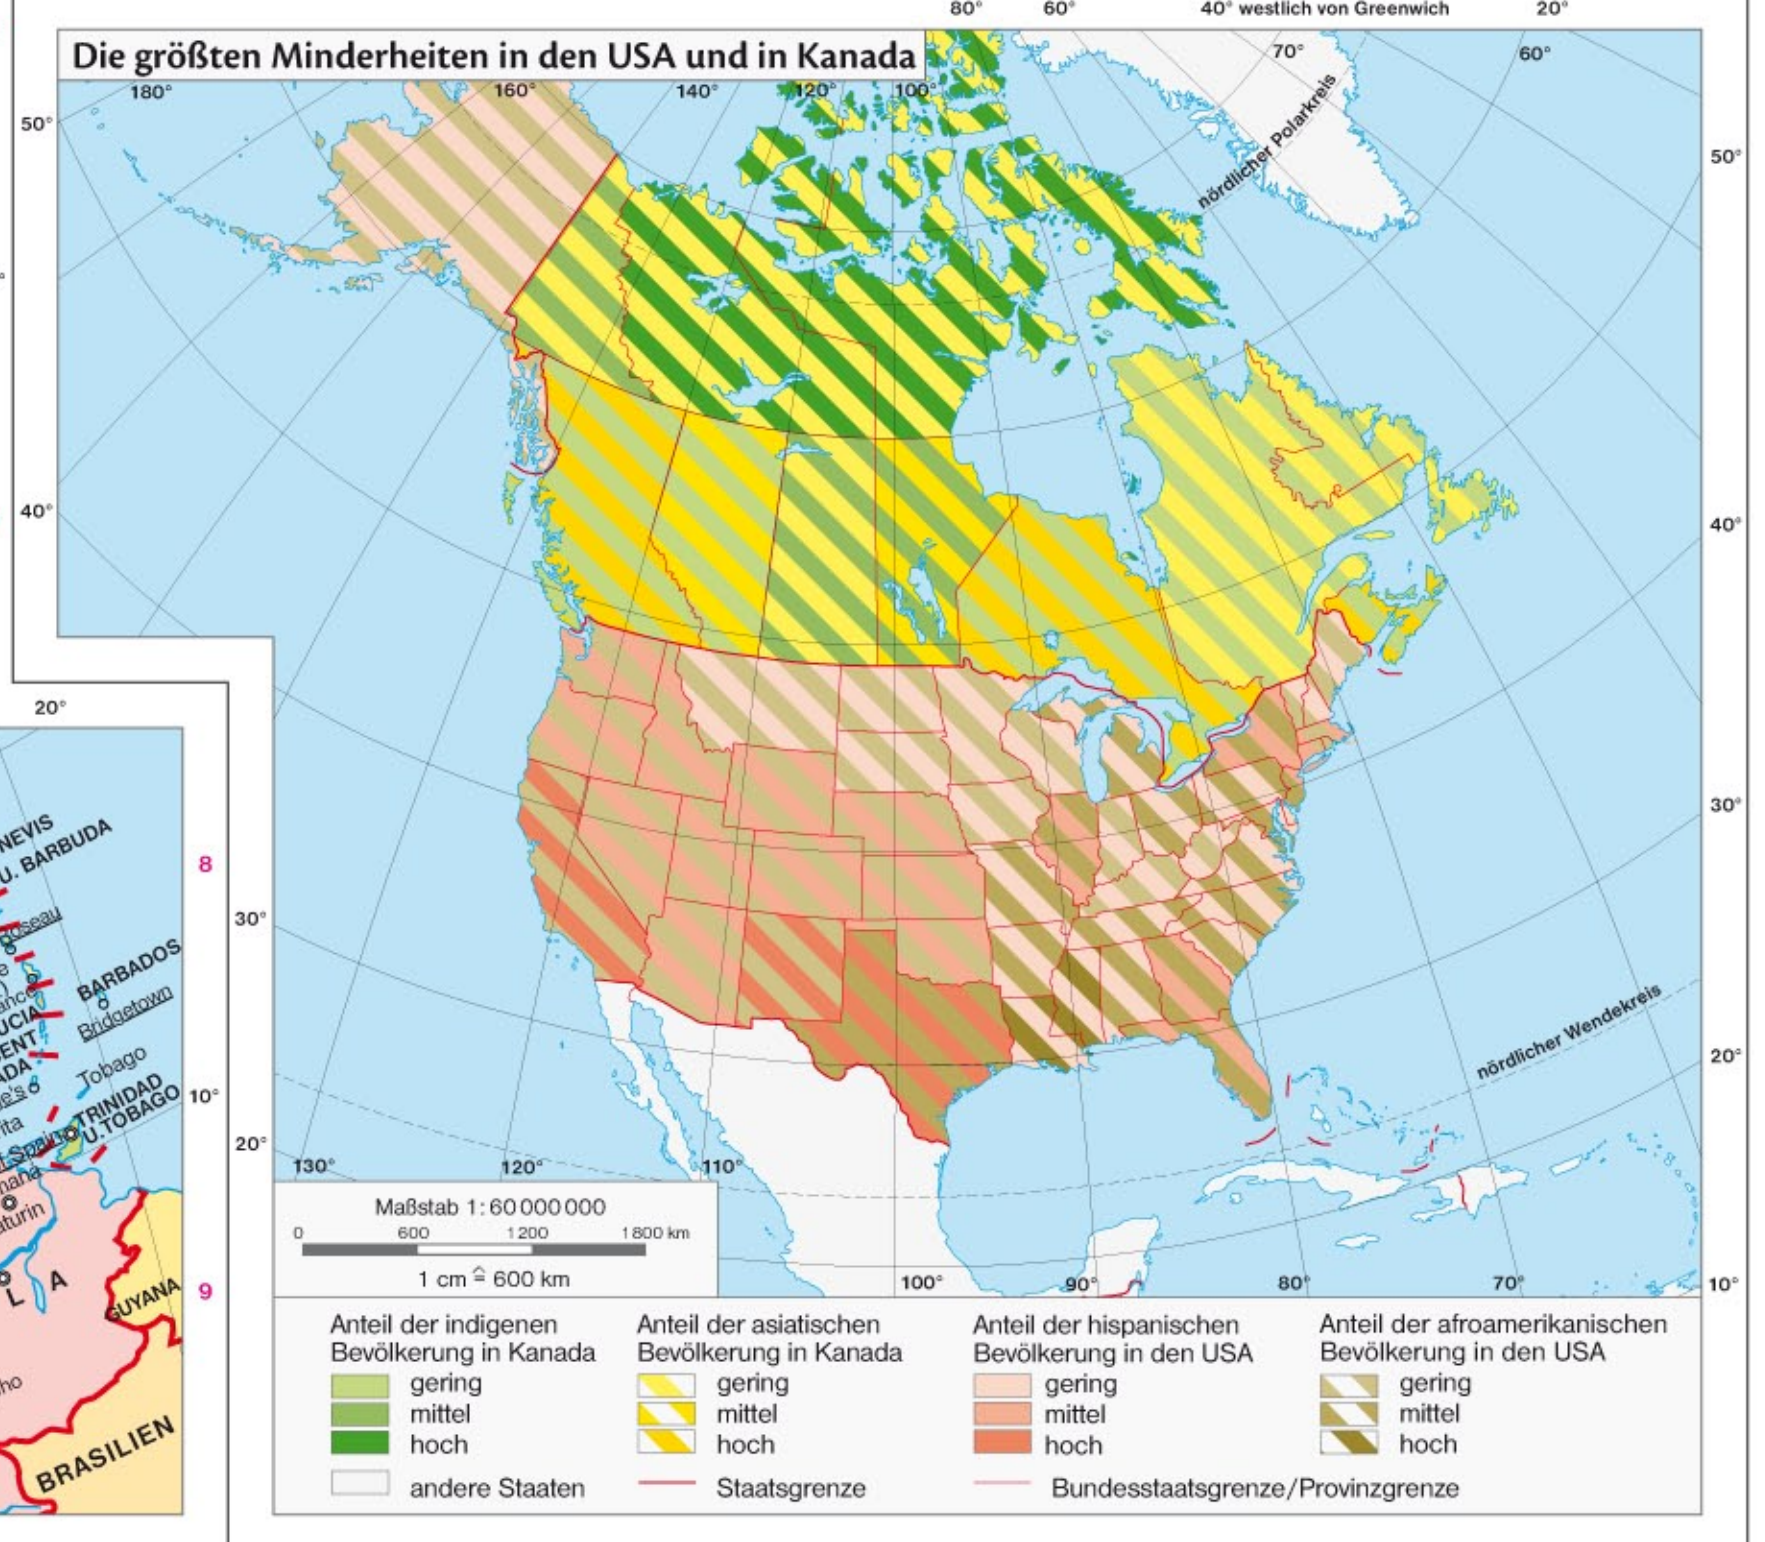 80° 60° 40° westlich von Greenwich 20°
Die größten Minderheiten in den USA und in Kanada
70° 60°
180° 160° 140° 120° 100°
nördlicher Polarkreis
50°
50°
40°
40°
20°
NEVIS
U. BARBUDA
8
30°
30°
Roseau
BARBADOS
Bridgetown
UCIA
ENT
ADA
Tobago
10°
TRINIDAD
U. TOBAGO
nördlicher Wendekreis
20°
20°
130° 120° 110°
Maßstab 1:60 000 000
0 600 1200 1800 km
1 cm ≙ 600 km
100° 90° 80° 70° 10°
L A
GUYANA
9
BRASILIEN
Anteil der indigenen
Bevölkerung in Kanada
gering
mittel
hoch
andere Staaten
Anteil der asiatischen
Bevölkerung in Kanada
gering
mittel
hoch
Staatsgrenze
Anteil der hispanischen
Bevölkerung in den USA
gering
mittel
hoch
Bundesstaatsgrenze/Provinzgrenze
Anteil der afroamerikanischen
Bevölkerung in den USA
gering
mittel
hoch